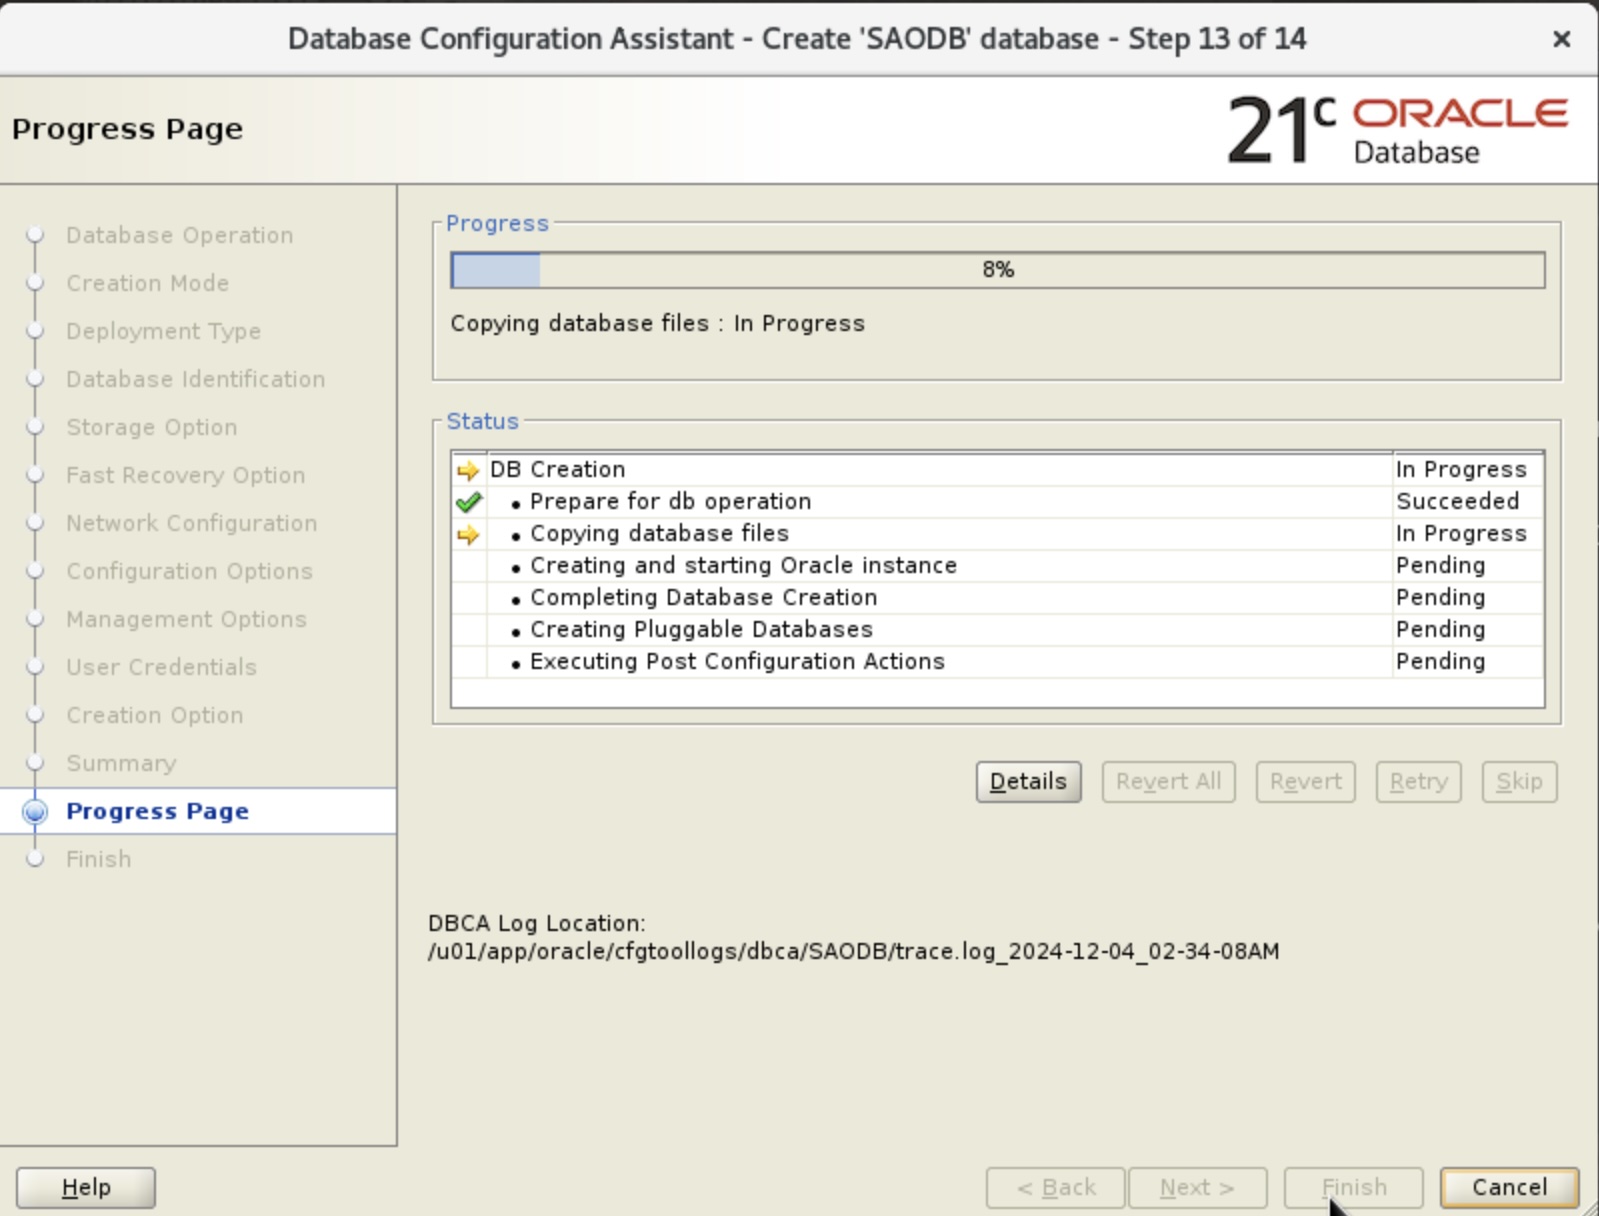 Database Configuration Assistant - Create 'SAODB' database - Step 13 of 14
Progress Page
21c ORACLE
Database
Database Operation
Creation Mode
Deployment Type
Database Identification
Storage Option
Fast Recovery Option
Network Configuration
Configuration Options
Management Options
User Credentials
Creation Option
Summary
Progress Page
Finish
Progress
8%
Copying database files : In Progress
Status
DB Creation In Progress
• Prepare for db operation Succeeded
• Copying database files In Progress
• Creating and starting Oracle instance Pending
• Completing Database Creation Pending
• Creating Pluggable Databases Pending
• Executing Post Configuration Actions Pending
Details Revert All Revert Retry Skip
DBCA Log Location:
/u01/app/oracle/cfgtoollogs/dbca/SAODB/trace.log_2024-12-04_02-34-08AM
Help < Back Next > Finish Cancel